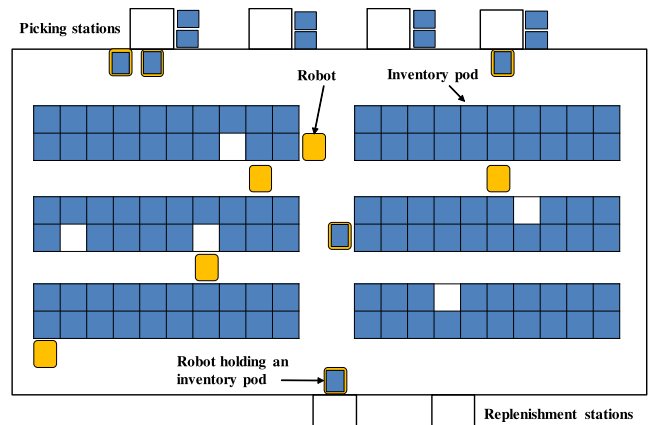 Picking stations
Robot
Inventory pod
Robot holding an
inventory pod
Replenishment stations